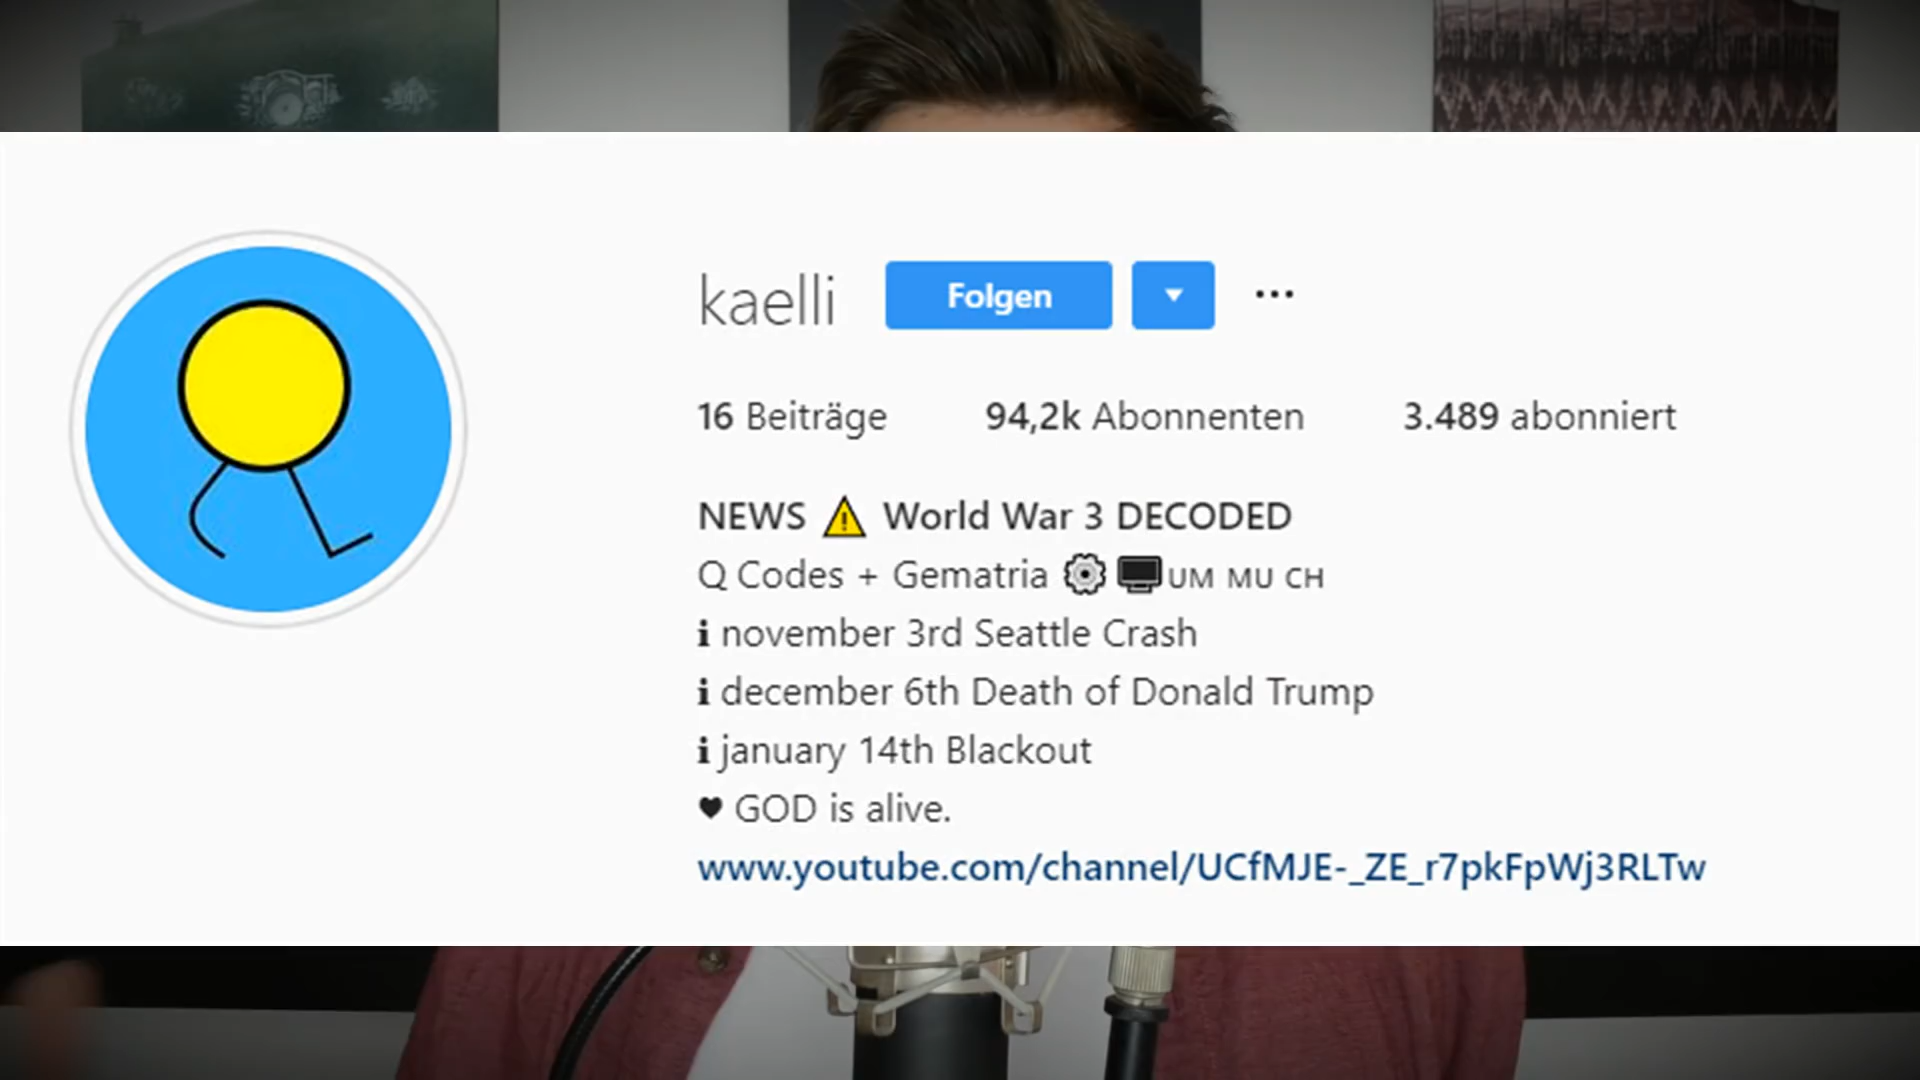 kaelli Folgen ▼ ...
16 Beiträge 94,2k Abonnenten 3.489 abonniert
NEWS ⚠ World War 3 DECODED
Q Codes + Gematria ⚙🖥UM MU CH
ℹ november 3rd Seattle Crash
ℹ december 6th Death of Donald Trump
ℹ january 14th Blackout
♥ GOD is alive.
www.youtube.com/channel/UCfMJE-_ZE_r7pkFpWj3RLTw